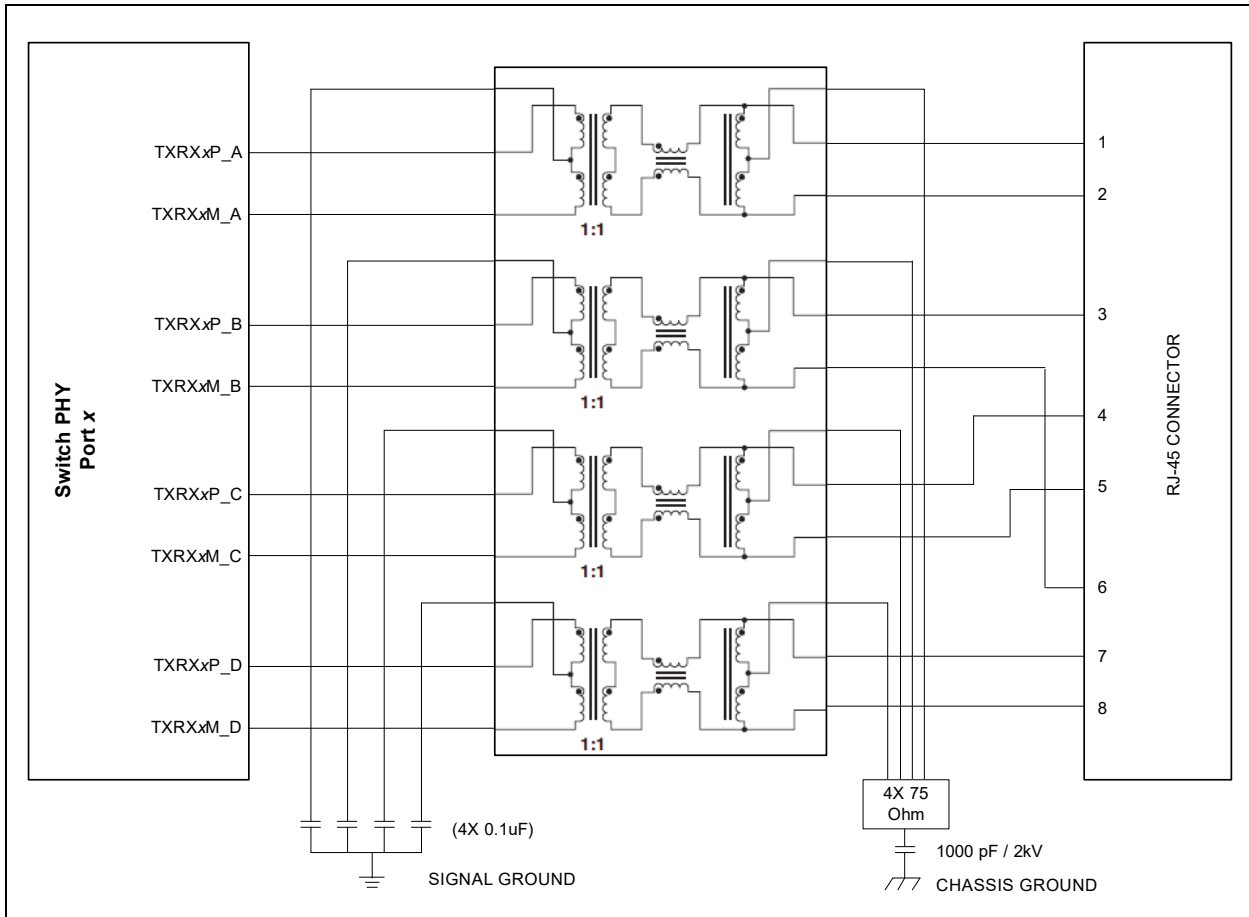 Switch PHY
Port x
TXRXxP_A
TXRXxM_A
TXRXxP_B
TXRXxM_B
TXRXxP_C
TXRXxM_C
TXRXxP_D
TXRXxM_D
1:1
1:1
1:1
1:1
1
2
3
4
5
6
7
8
RJ-45 CONNECTOR
(4X 0.1uF)
SIGNAL GROUND
4X 75
Ohm
1000 pF / 2kV
CHASSIS GROUND